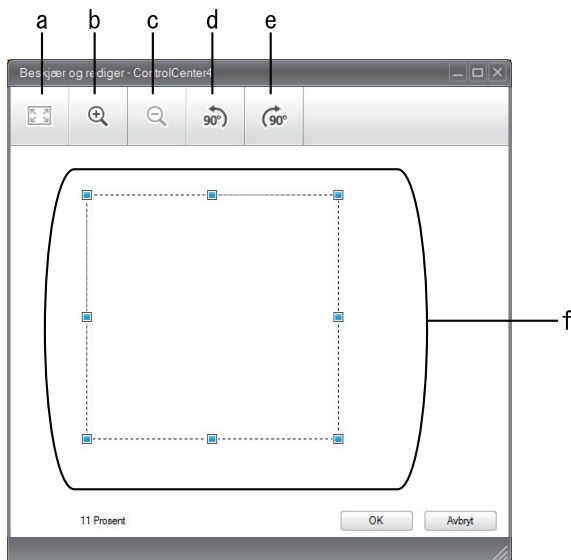 a b c d e
Beskjær og rediger - ControlCenter4
90° 90°
f
11 Prosent OK Avbryt